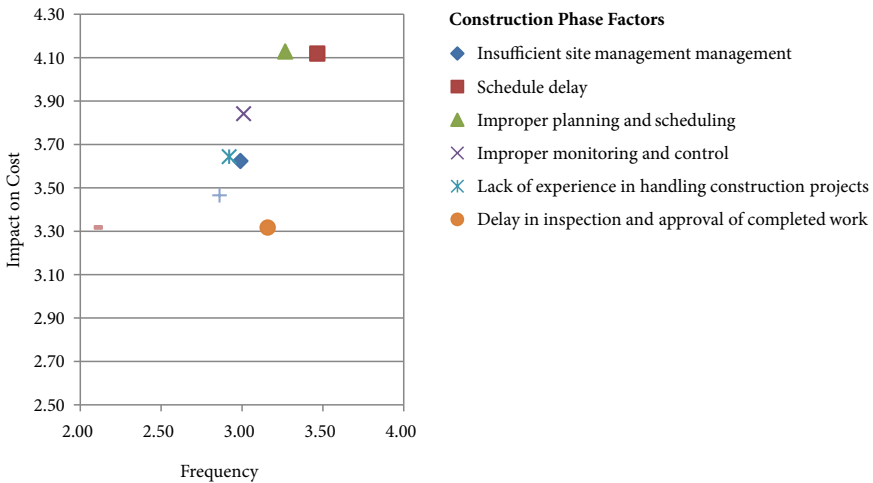 4.30
4.10
3.90
3.70
3.50
3.30
3.10
2.90
2.70
2.50
Impact on Cost
2.00 2.50 3.00 3.50 4.00
Frequency
Construction Phase Factors
Insufficient site management management
Schedule delay
Improper planning and scheduling
Improper monitoring and control
Lack of experience in handling construction projects
Delay in inspection and approval of completed work